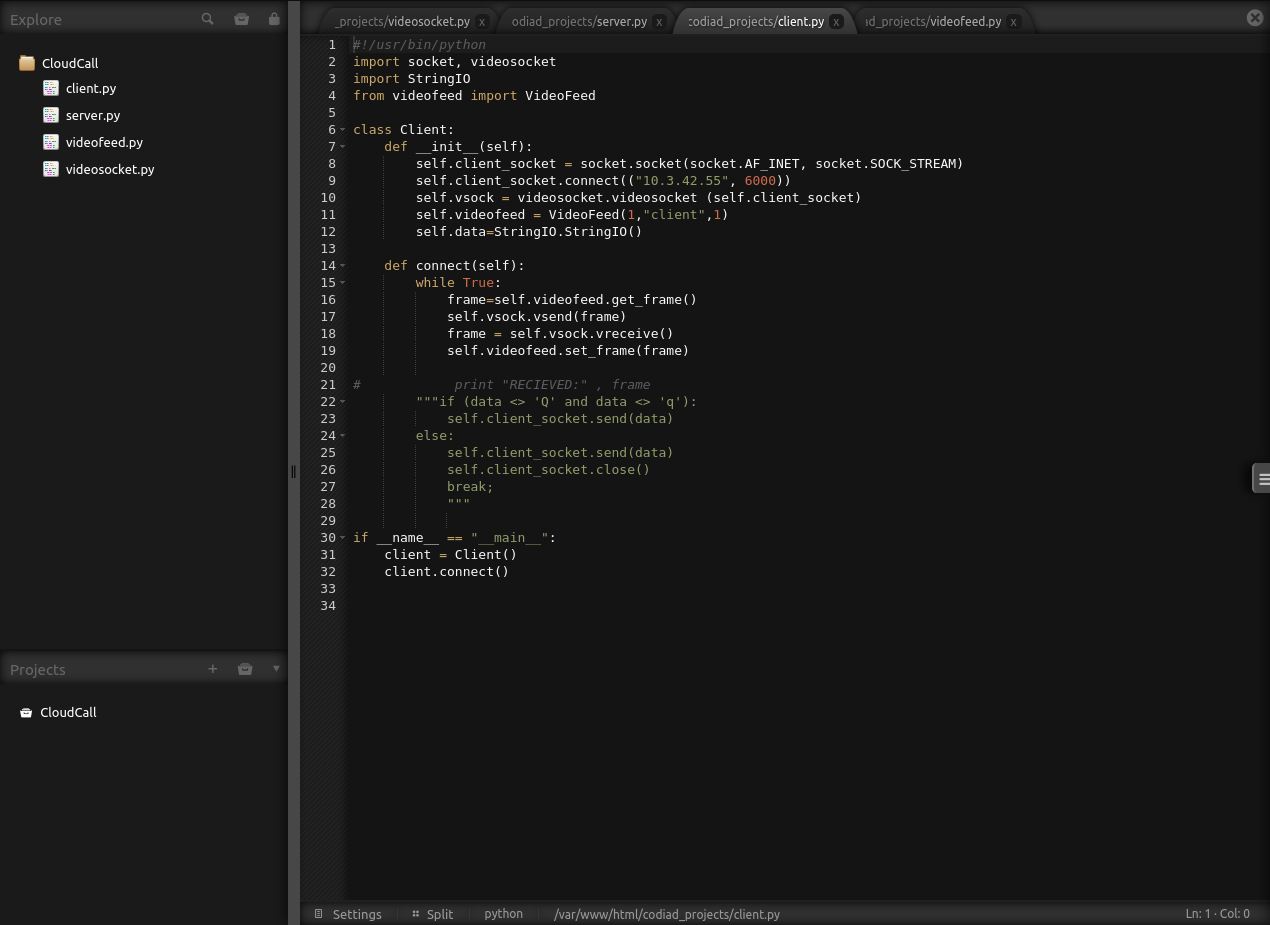 Explore
CloudCall
client.py
server.py
videofeed.py
videosocket.py
Projects
CloudCall
_projects/videosocket.py x
odiad_projects/server.py x
codiad_projects/client.py x
ad_projects/videofeed.py x
1 #!/usr/bin/python
2 import socket, videosocket
3 import StringIO
4 from videofeed import VideoFeed
5
6 class Client:
7     def __init__(self):
8         self.client_socket = socket.socket(socket.AF_INET, socket.SOCK_STREAM)
9         self.client_socket.connect(("10.3.42.55", 6000))
10         self.vsock = videosocket.videosocket (self.client_socket)
11         self.videofeed = VideoFeed(1,"client",1)
12         self.data=StringIO.StringIO()
13
14     def connect(self):
15         while True:
16             frame=self.videofeed.get_frame()
17             self.vsock.vsend(frame)
18             frame = self.vsock.vreceive()
19             self.videofeed.set_frame(frame)
20
21 #            print "RECIEVED:" , frame
22         """if (data <> 'Q' and data <> 'q'):
23             self.client_socket.send(data)
24         else:
25             self.client_socket.send(data)
26             self.client_socket.close()
27             break;
28             """
29
30 if __name__ == "__main__":
31     client = Client()
32     client.connect()
33
34
Settings Split python /var/www/html/codiad_projects/client.py Ln: 1 · Col: 0